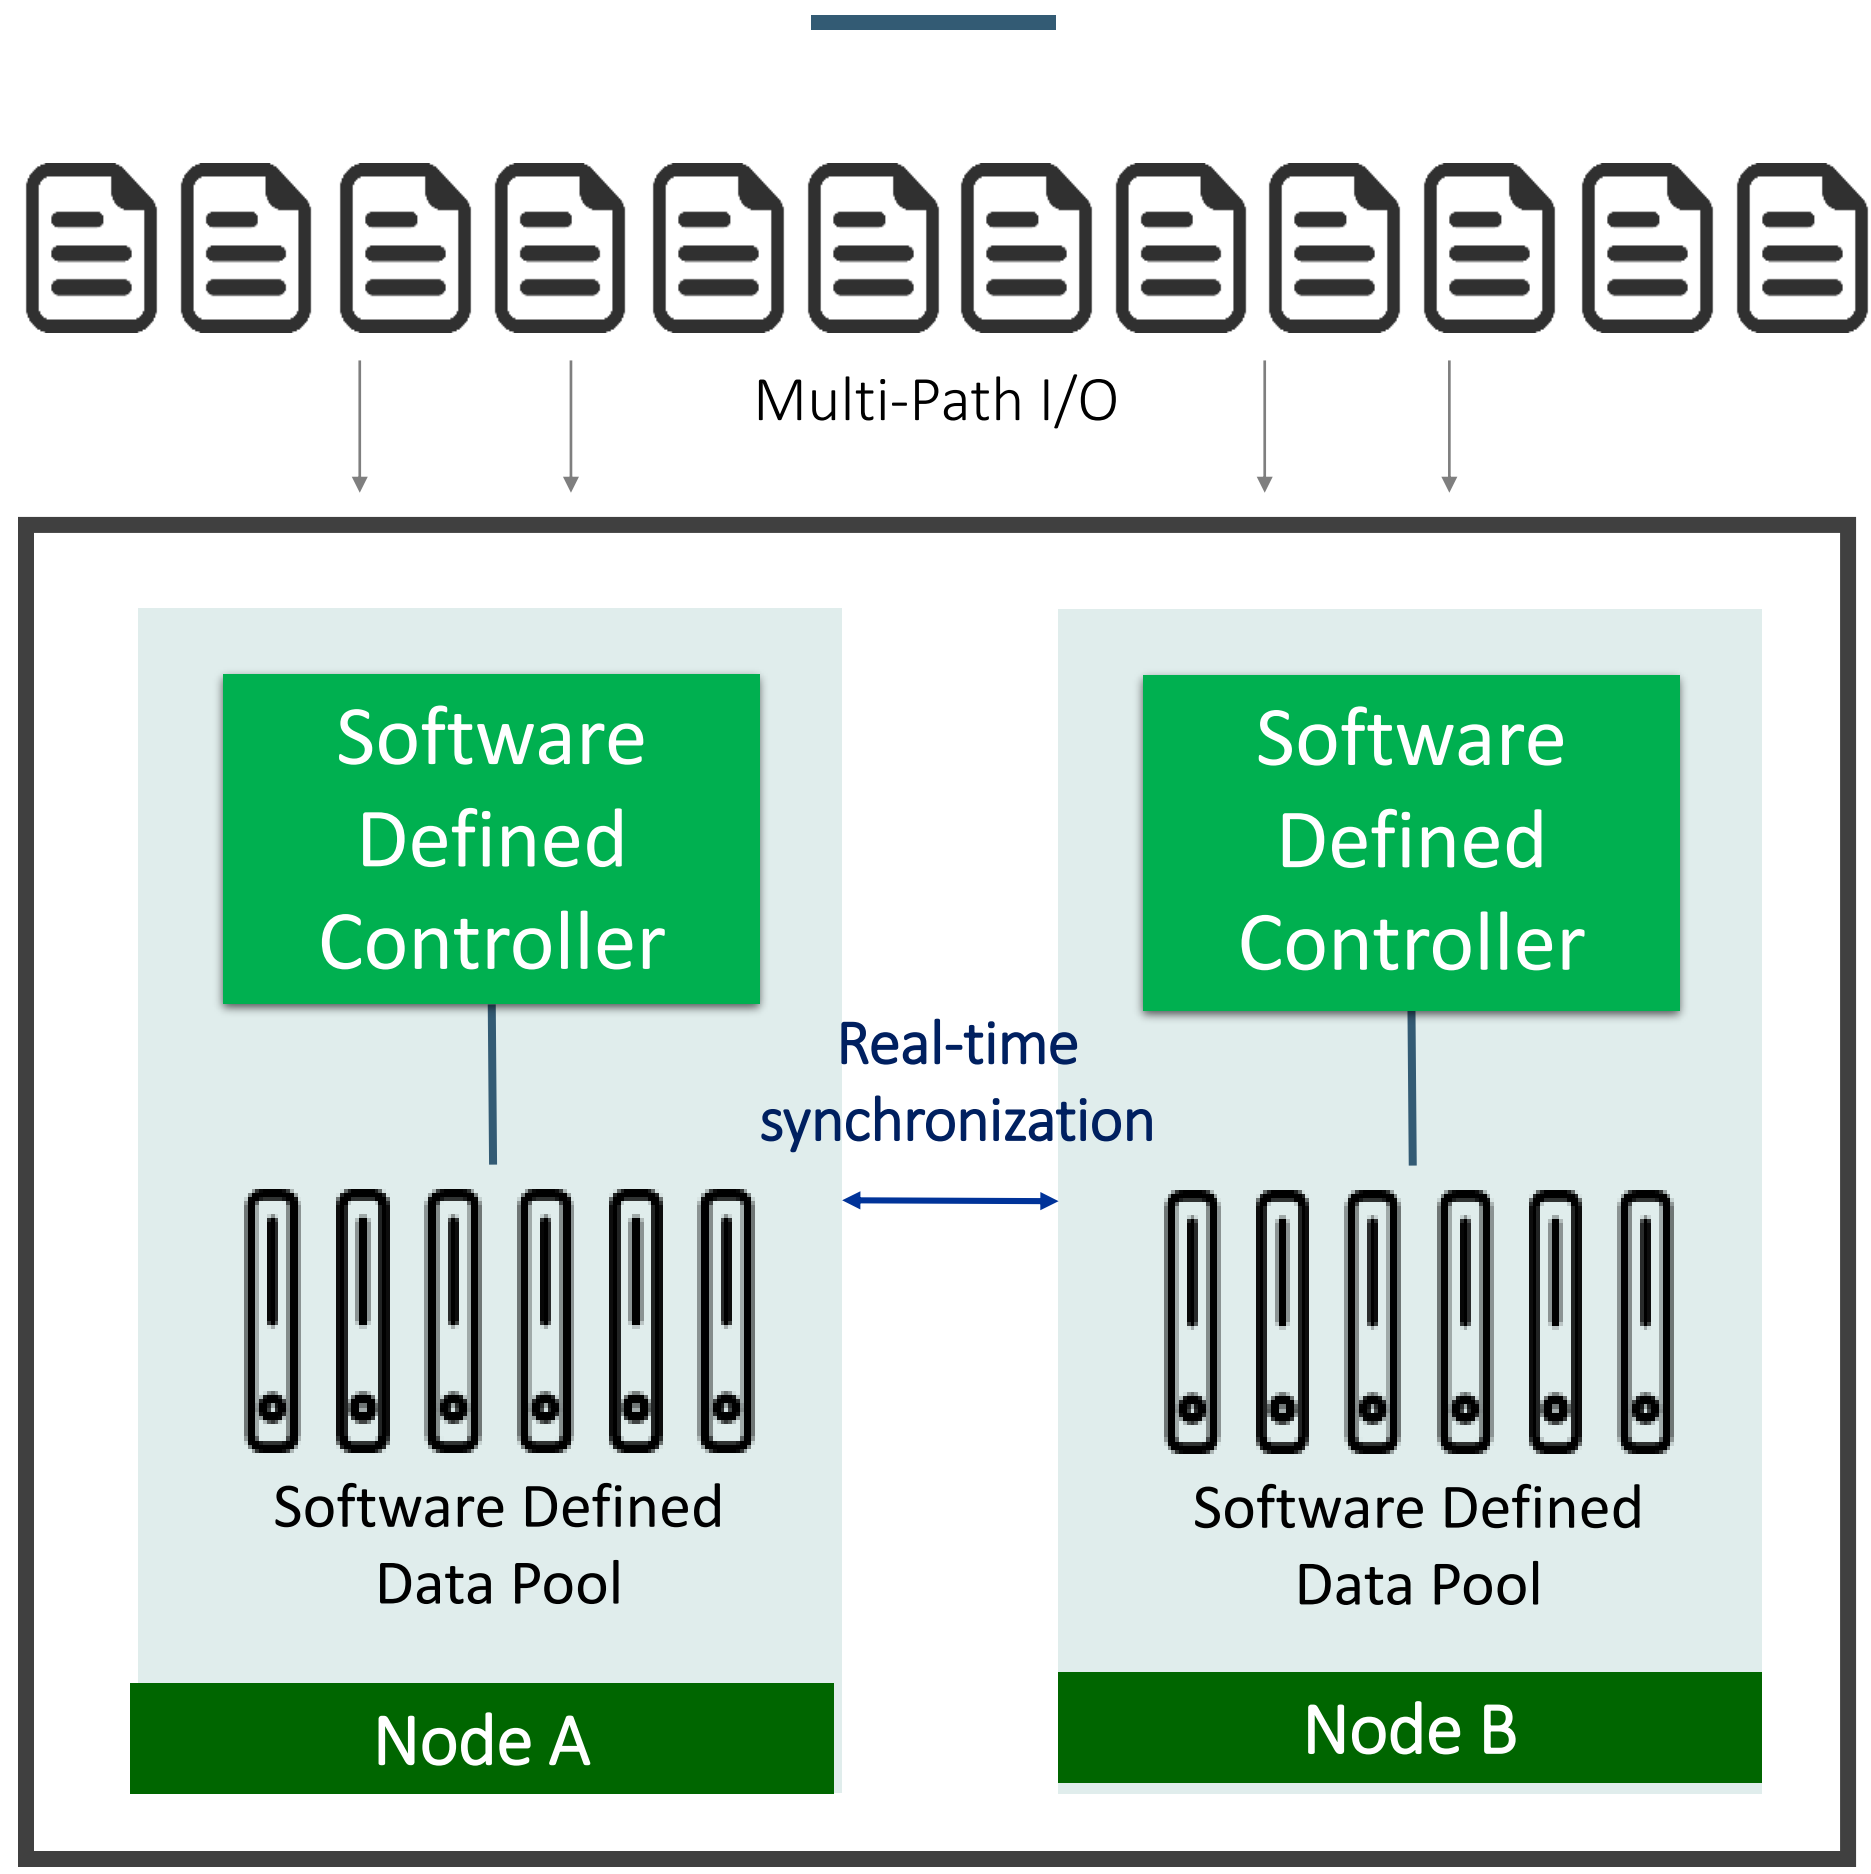 Multi-Path I/O
Software
Defined
Controller
Software
Defined
Controller
Real-time
synchronization
Software Defined
Data Pool
Software Defined
Data Pool
Node A
Node B